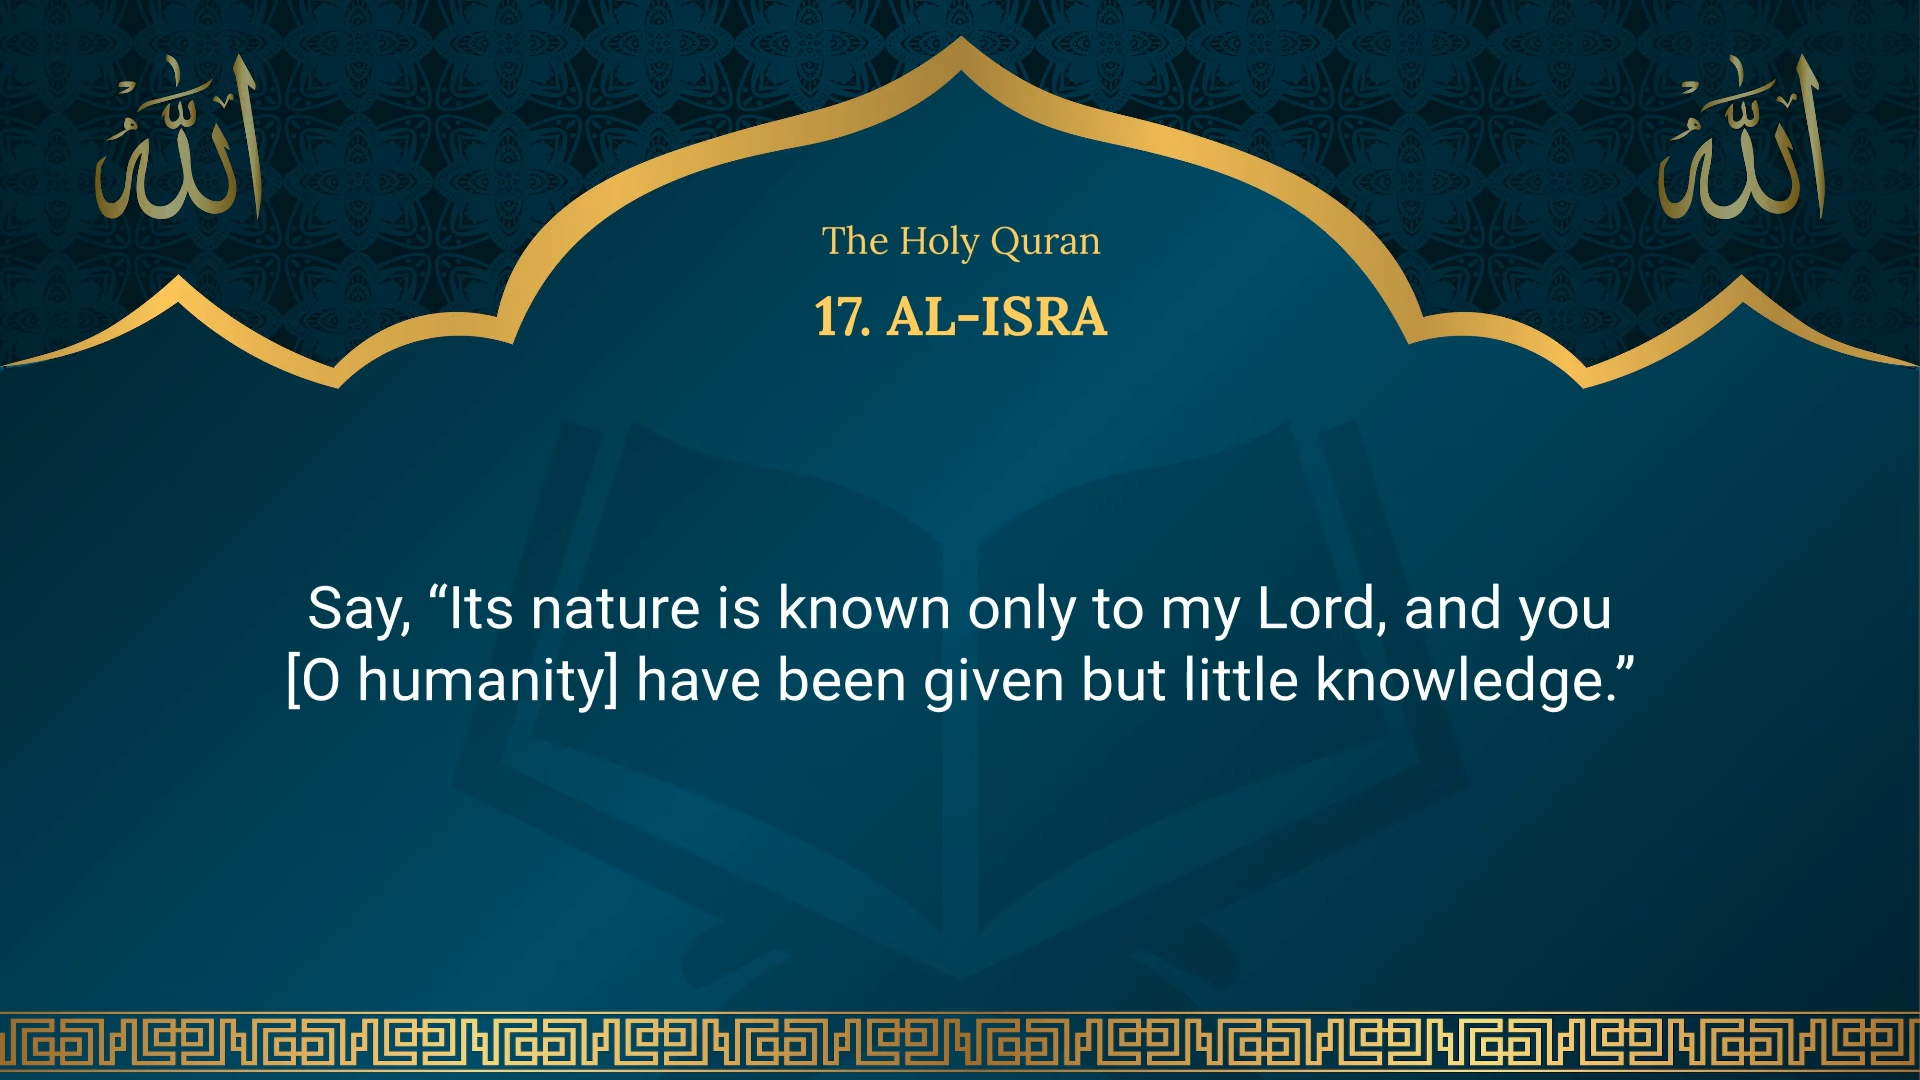 الله
الله
The Holy Quran
17. AL-ISRA
Say, “Its nature is known only to my Lord, and you
[O humanity] have been given but little knowledge.”